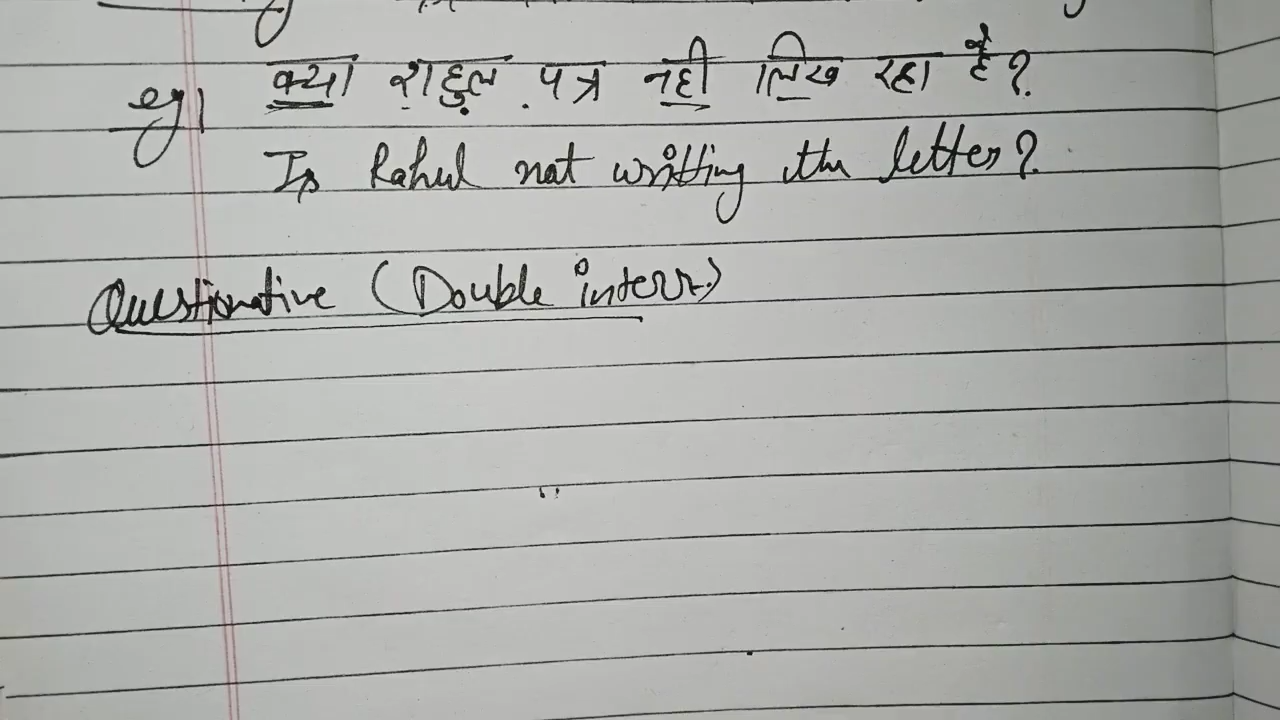 eg। क्या राहुल पत्र नही लिख रहा है?
Is Rahul not writting the letter?
Questionative (Double interr.)